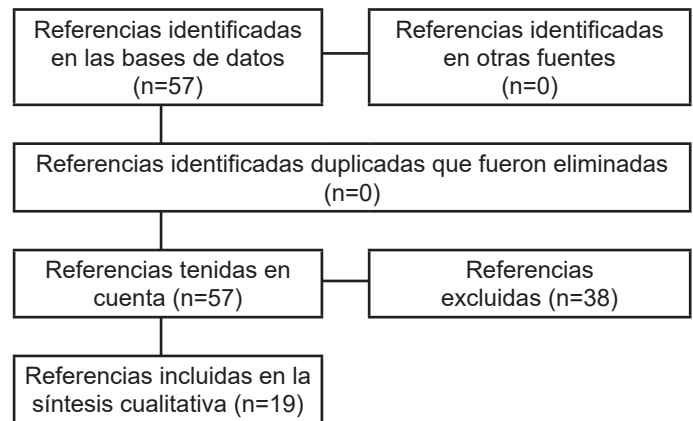 Referencias identificadas
en las bases de datos
(n=57)
Referencias identificadas
en otras fuentes
(n=0)
Referencias identificadas duplicadas que fueron eliminadas
(n=0)
Referencias tenidas en
cuenta (n=57)
Referencias
excluidas (n=38)
Referencias incluidas en la
síntesis cualitativa (n=19)